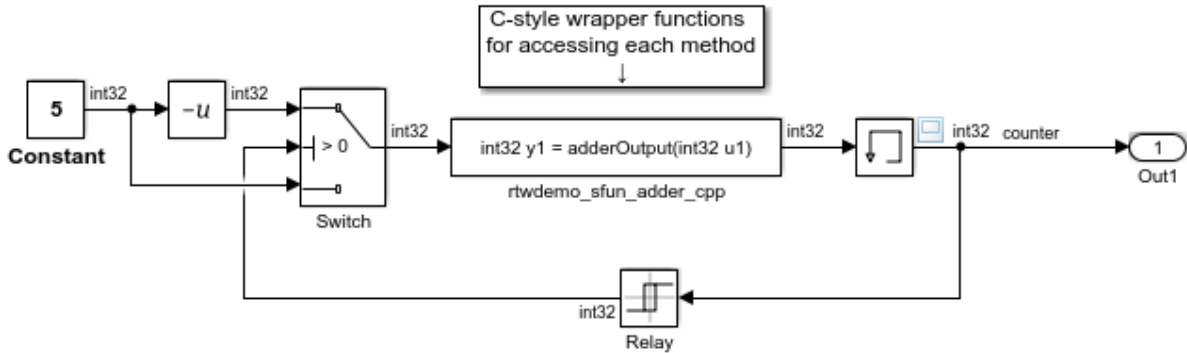 C-style wrapper functions
for accessing each method
↓
int32
int32
5
−u
Constant
> 0
Switch
int32
int32 y1 = adderOutput(int32 u1)
rtwdemo_sfun_adder_cpp
int32
int32 counter
1
Out1
int32
Relay